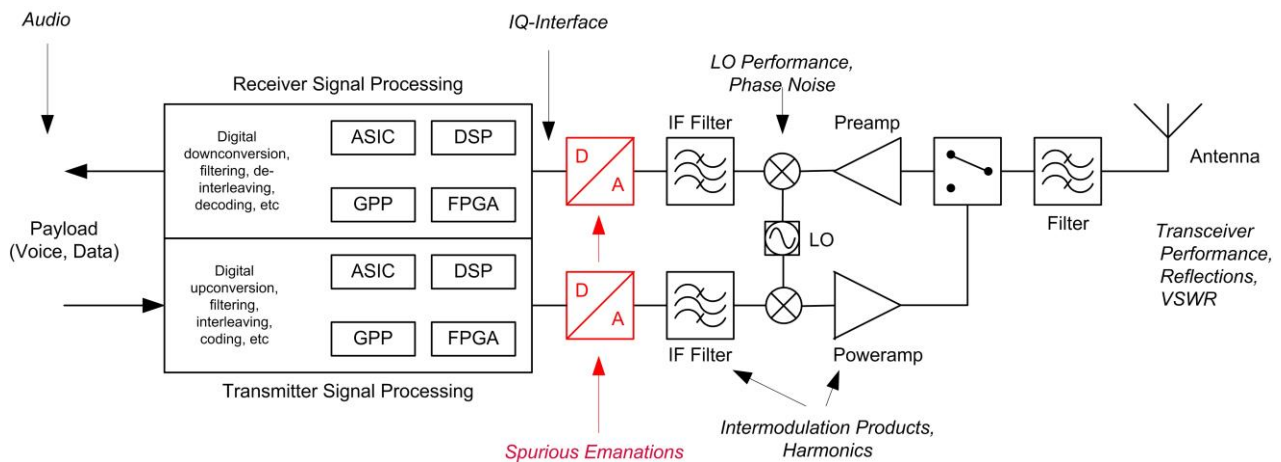 Audio
IQ-Interface
LO Performance,
Phase Noise
Receiver Signal Processing
Digital
downconversion,
filtering, de-
interleaving,
decoding, etc
ASIC
DSP
GPP
FPGA
D
A
IF Filter
Preamp
Antenna
Filter
LO
Payload
(Voice, Data)
Transceiver
Performance,
Reflections,
VSWR
Digital
upconversion,
filtering,
interleaving,
coding, etc
ASIC
DSP
GPP
FPGA
D
A
IF Filter
Poweramp
Transmitter Signal Processing
Spurious Emanations
Intermodulation Products,
Harmonics